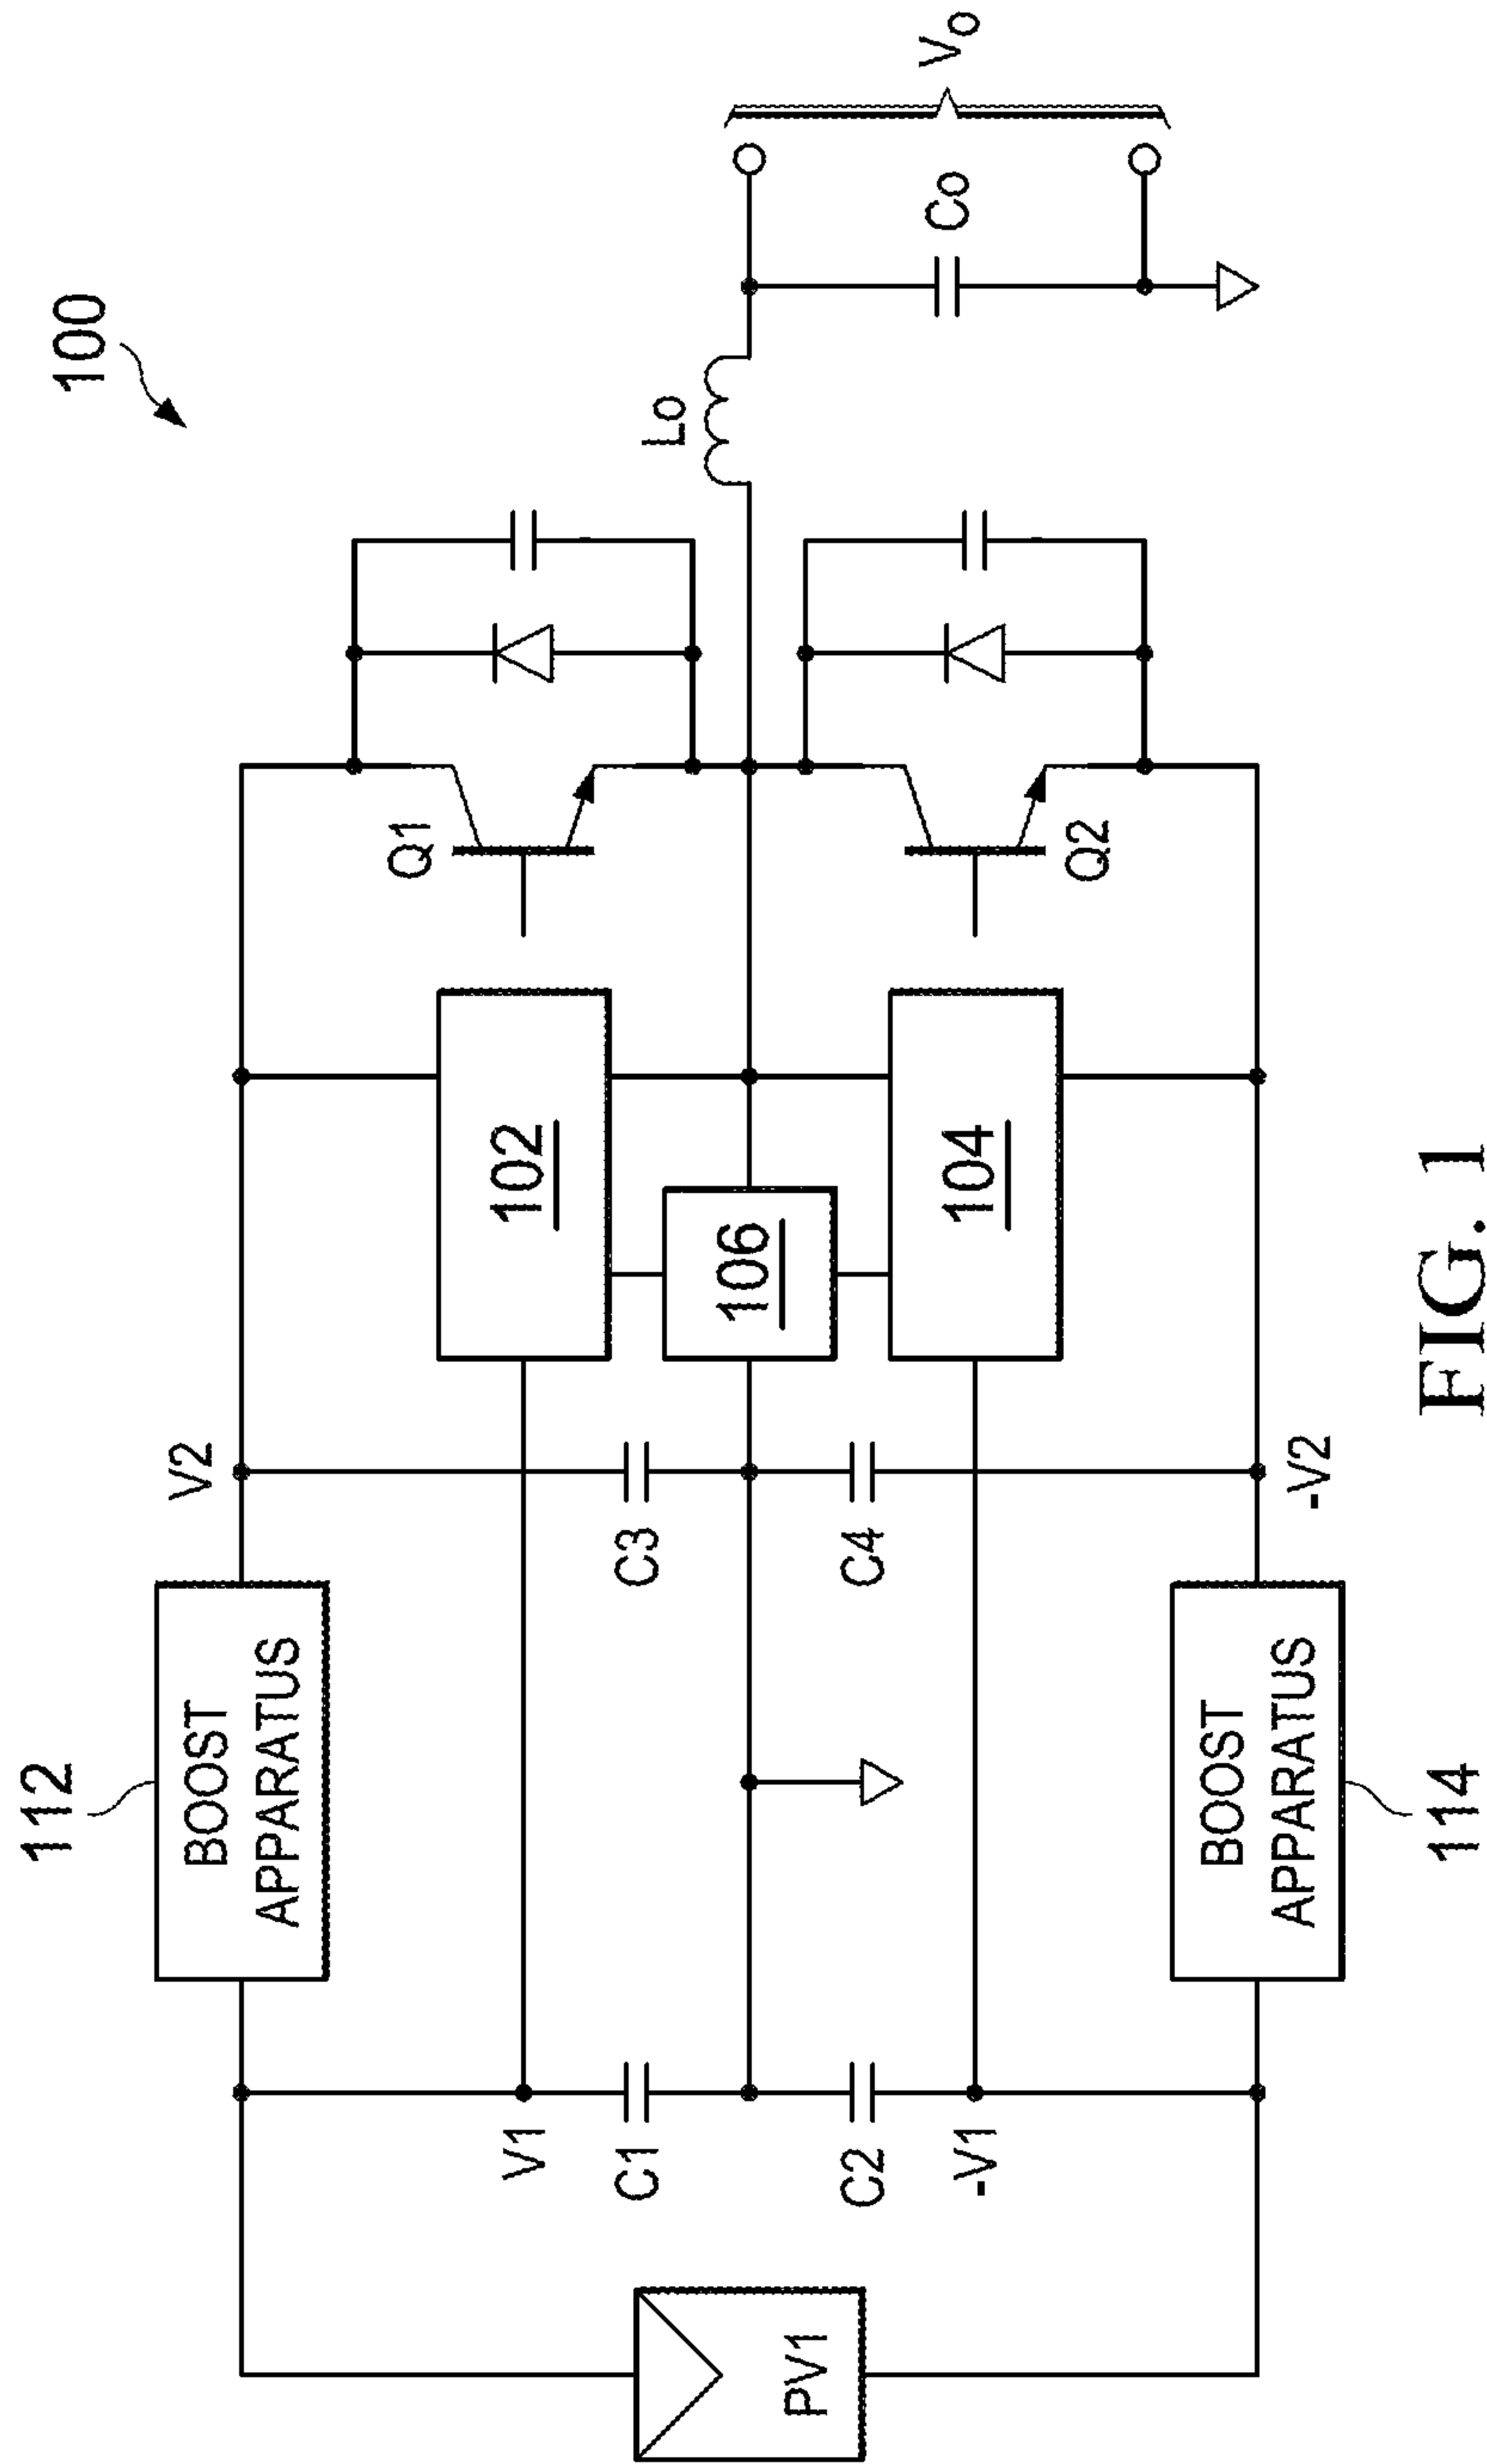 100
112
BOOST
APPARATUS
V2
Q1
102
V1
C1
C3
Lo
106
PV1
C2
C4
104
Co
Vo
-V1
Q2
BOOST
APPARATUS
-V2
114
FIG. 1